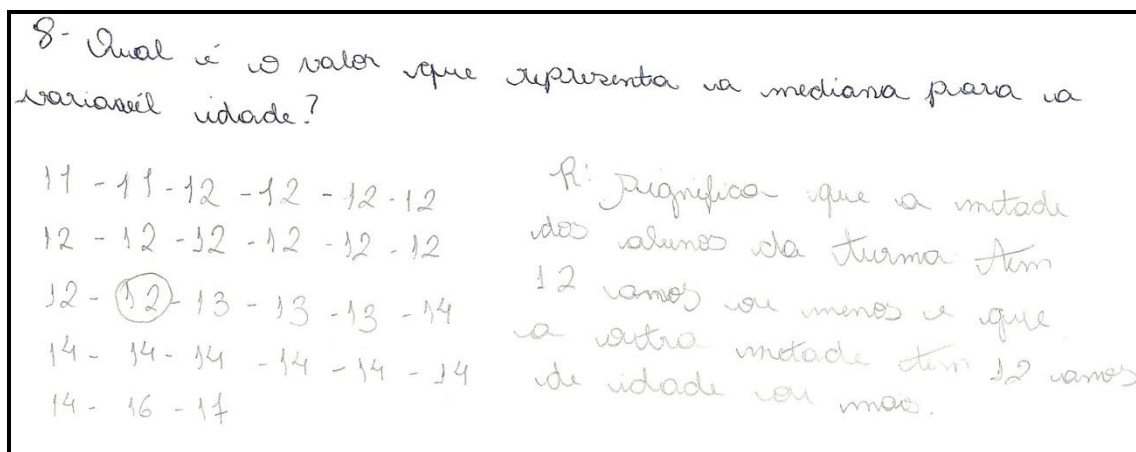 8- Qual é o valor que representa a mediana para a
variavél idade?
11 - 11 - 12 - 12 - 12 - 12
12 - 12 - 12 - 12 - 12 - 12
12 - 12 - 13 - 13 - 13 - 14
14 - 14 - 14 - 14 - 14 - 14
14 - 16 - 17
R: significa que a metade
dos alunos da turma tem
12 anos ou menos e que
a outra metade tem 12 anos
de idade ou mais.